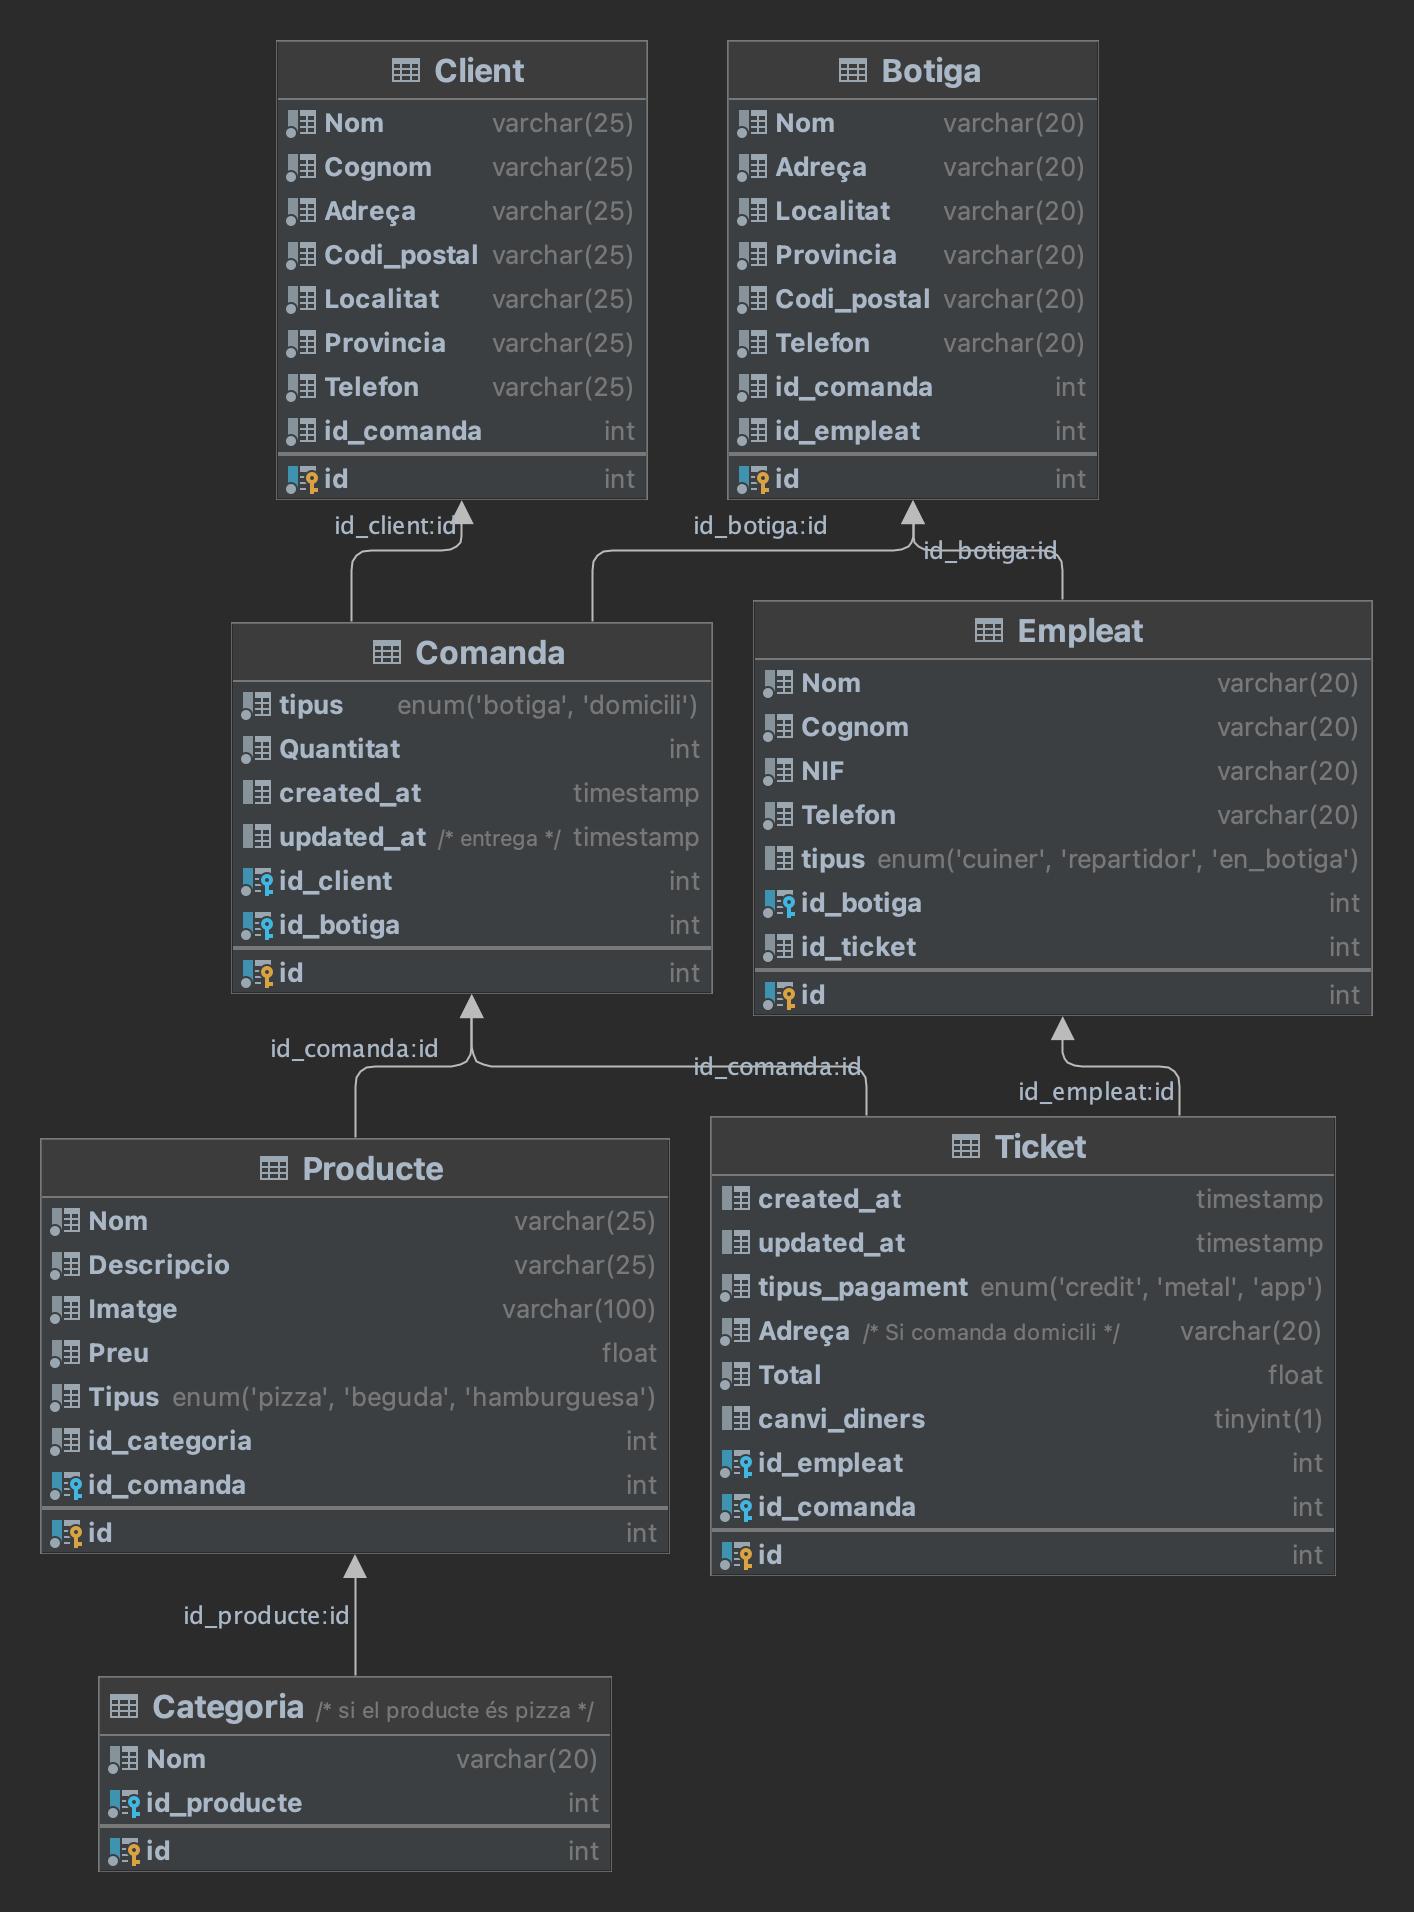 Client
Nom varchar(25)
Cognom varchar(25)
Adreça varchar(25)
Codi_postal varchar(25)
Localitat varchar(25)
Provincia varchar(25)
Telefon varchar(25)
id_comanda int
id int
Botiga
Nom varchar(20)
Adreça varchar(20)
Localitat varchar(20)
Provincia varchar(20)
Codi_postal varchar(20)
Telefon varchar(20)
id_comanda int
id_empleat int
id int
id_client:id
id_botiga:id
id_botiga:id
Comanda
tipus enum('botiga', 'domicili')
Quantitat int
created_at timestamp
updated_at /* entrega */ timestamp
id_client int
id_botiga int
id int
Empleat
Nom varchar(20)
Cognom varchar(20)
NIF varchar(20)
Telefon varchar(20)
tipus enum('cuiner', 'repartidor', 'en_botiga')
id_botiga int
id_ticket int
id int
id_comanda:id
id_comanda:id
id_empleat:id
Producte
Nom varchar(25)
Descripcio varchar(25)
Imatge varchar(100)
Preu float
Tipus enum('pizza', 'beguda', 'hamburguesa')
id_categoria int
id_comanda int
id int
Ticket
created_at timestamp
updated_at timestamp
tipus_pagament enum('credit', 'metal', 'app')
Adreça /* Si comanda domicili */ varchar(20)
Total float
canvi_diners tinyint(1)
id_empleat int
id_comanda int
id int
id_producte:id
Categoria /* si el producte és pizza */
Nom varchar(20)
id_producte int
id int